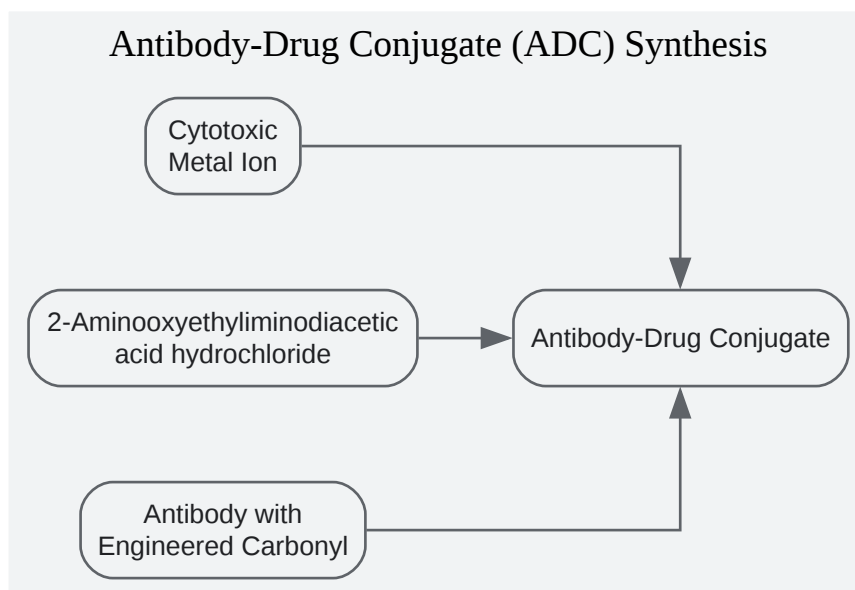 Antibody-Drug Conjugate (ADC) Synthesis
Cytotoxic
Metal Ion
2-Aminooxyethyliminodiacetic
acid hydrochloride
Antibody-Drug Conjugate
Antibody with
Engineered Carbonyl